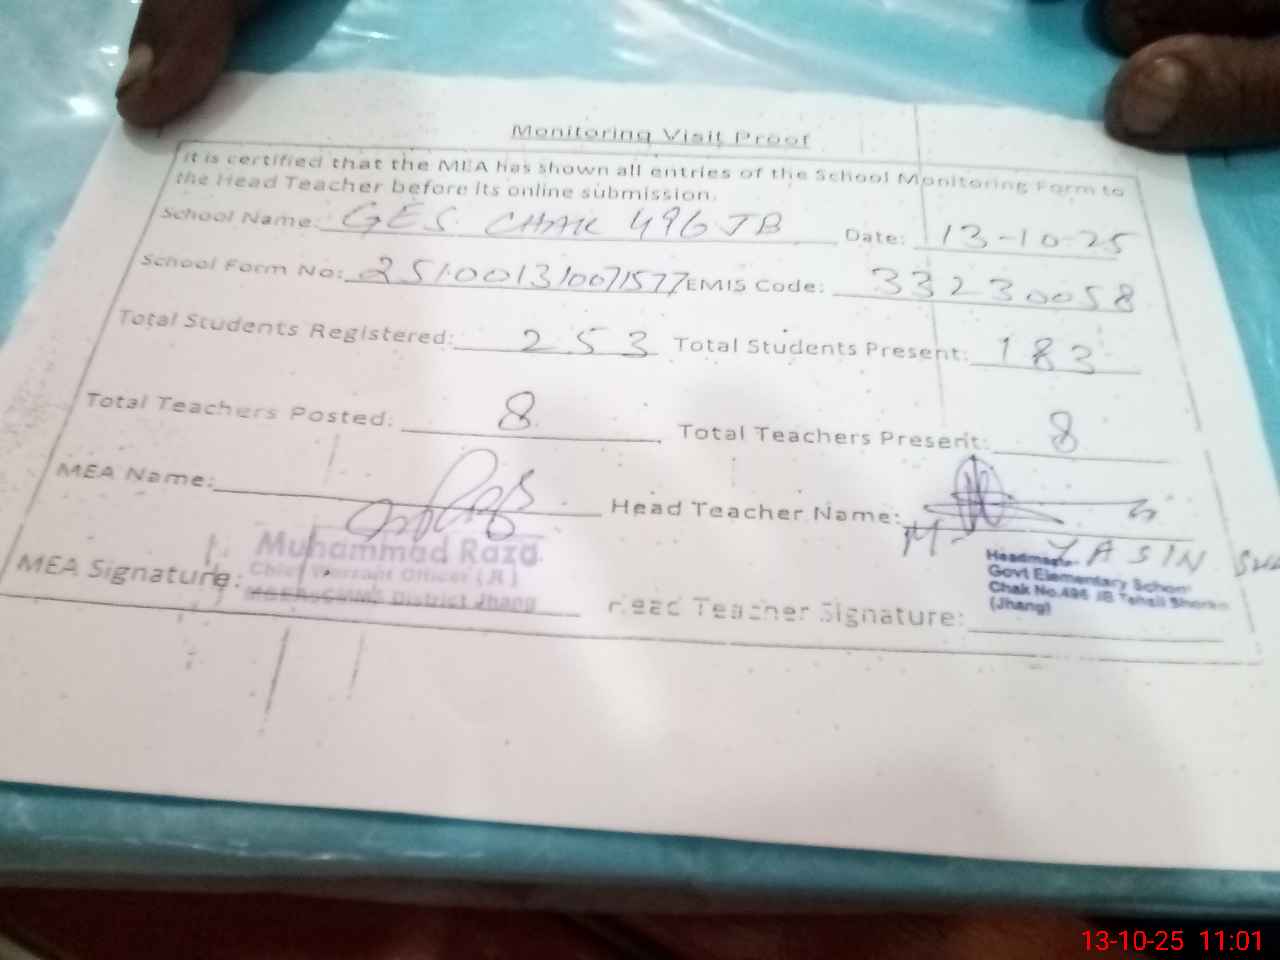 Monitoring Visit Proof
It is certified that the MEA has shown all entries of the School Monitoring Form to
the Head Teacher before its online submission.
School Name: GES CHAK 496 JB Date: 13-10-25
School Form No: 251001310071577 EMIS Code: 33230058
Total Students Registered: 253 Total Students Present: 183
Total Teachers Posted: 8 Total Teachers Present: 8
MEA Name: Head Teacher Name: M. YASIN
Muhammad Raza
Chief Warrant Officer (R)
District Jhang
MEA Signature:
Headmaster
Govt Elementary School
Chak No.496 JB Tehsil Shorkot
(Jhang)
Head Teacher Signature:
13-10-25 11:01